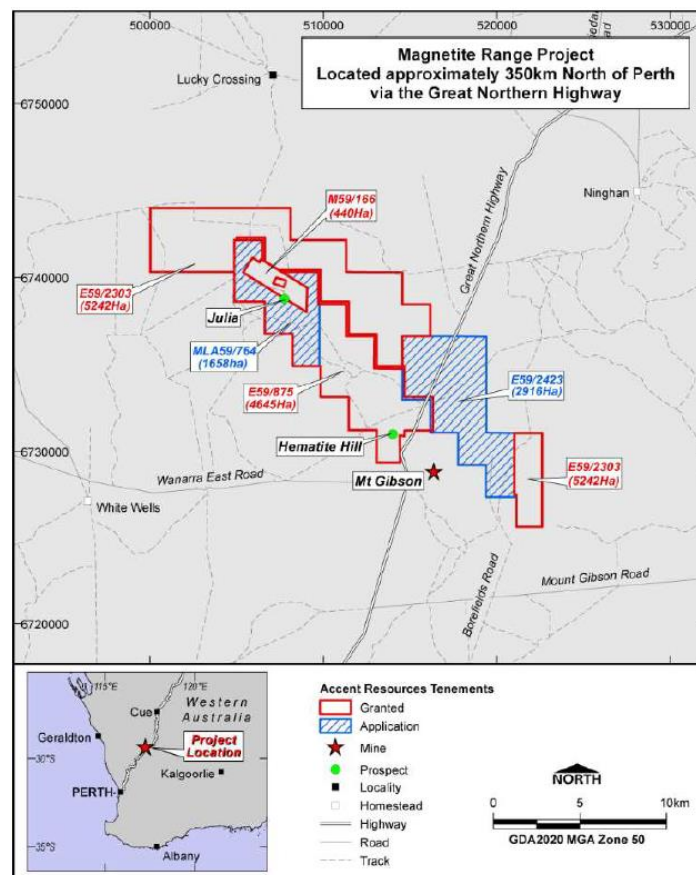 500000
510000
520000
530000
Magnetite Range Project
Located approximately 350km North of Perth
via the Great Northern Highway
Lucky Crossing
6750000
Ninghan
M59/166
(440Ha)
Great Northern Highway
6740000
E59/2303
(5242Ha)
Julia
MLA59/764
(1658ha)
E59/875
(4645Ha)
E59/2423
(2916Ha)
Hematite Hill
6730000
Wanarra East Road
Mt Gibson
E59/2303
(5242Ha)
White Wells
Mount Gibson Road
Borefields Road
6720000
115°E
120°E
Western
Australia
Cue
Geraldton
Project
Location
30°S
Kalgoorlie
PERTH
35°S
Albany
Accent Resources Tenements
Granted
Application
Mine
Prospect
Locality
Homestead
Highway
Road
Track
NORTH
0
5
10km
GDA2020 MGA Zone 50